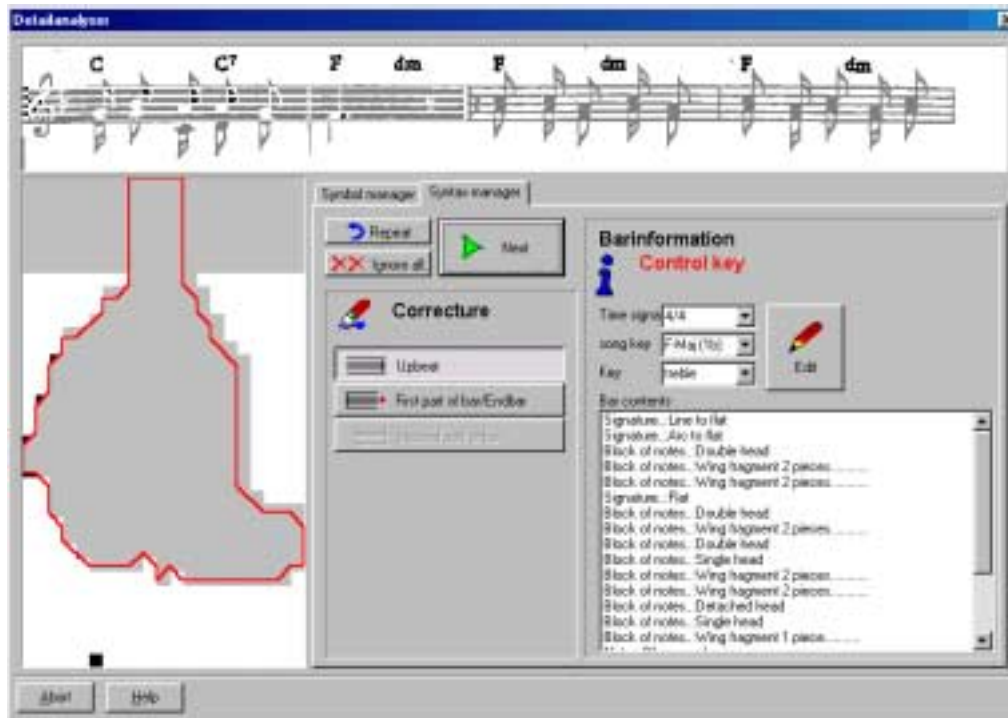 Detailanalyser
C C7 F dm F dm F dm
Symbol manager Syntax manager
Repeat
Next
Ignore all
Barinformation
Control key
Correcture
Time signa 4/4
song key F-Maj (1b)
Key treble
Edit
Upbeat
First part of bar/Endbar
Bar contents
Signature...Line to flat
Signature...Arc to flat
Block of notes...Double head
Block of notes...Wing fragment 2 pieces...........
Block of notes...Wing fragment 2 pieces...........
Signature...Flat
Block of notes...Double head
Block of notes...Wing fragment 2 pieces...........
Block of notes...Double head
Block of notes...Single head
Block of notes...Wing fragment 2 pieces...........
Block of notes...Wing fragment 2 pieces...........
Block of notes...Detached head
Block of notes...Single head
Block of notes...Wing fragment 1 piece...........
Abort Help